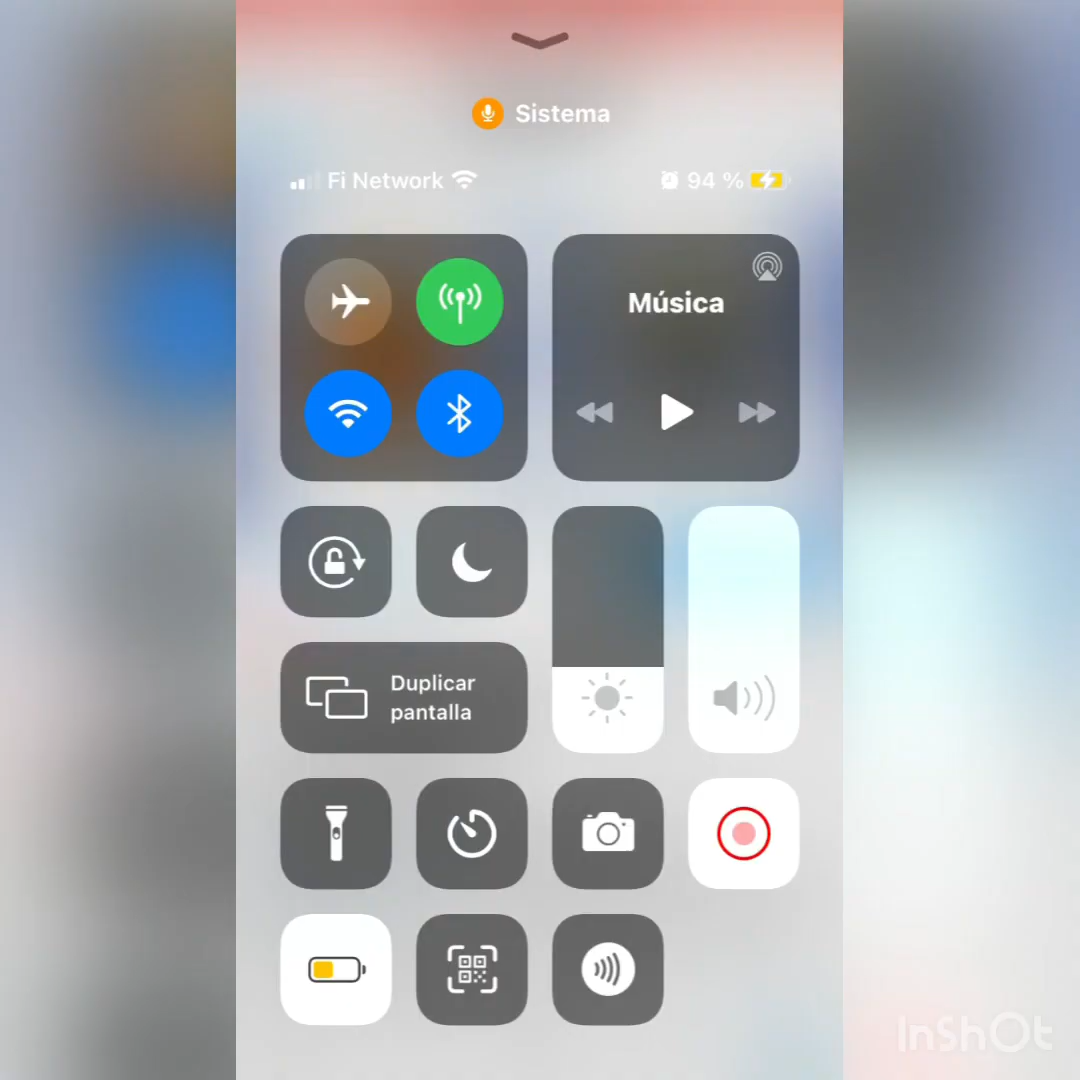 Sistema
Fi Network
94 %
Música
Duplicar
pantalla
InShOt